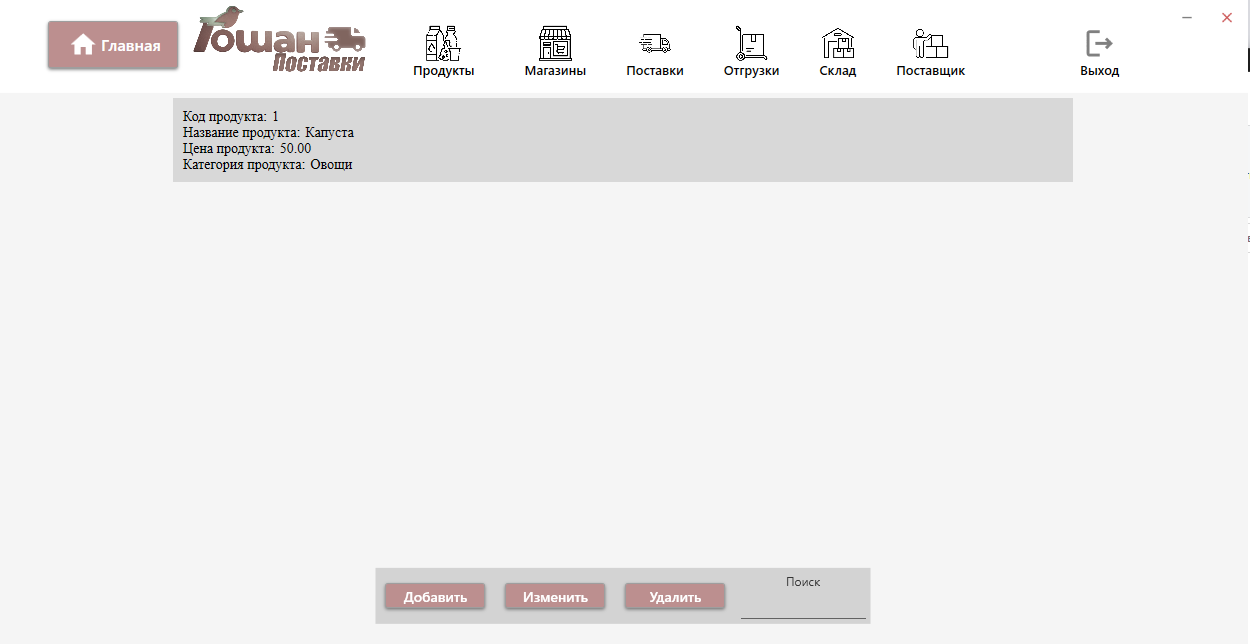 Главная
Гошан
Поставки
Продукты
Магазины
Поставки
Отгрузки
Склад
Поставщик
Выход
Код продукта: 1
Название продукта: Капуста
Цена продукта: 50.00
Категория продукта: Овощи
Добавить
Изменить
Удалить
Поиск